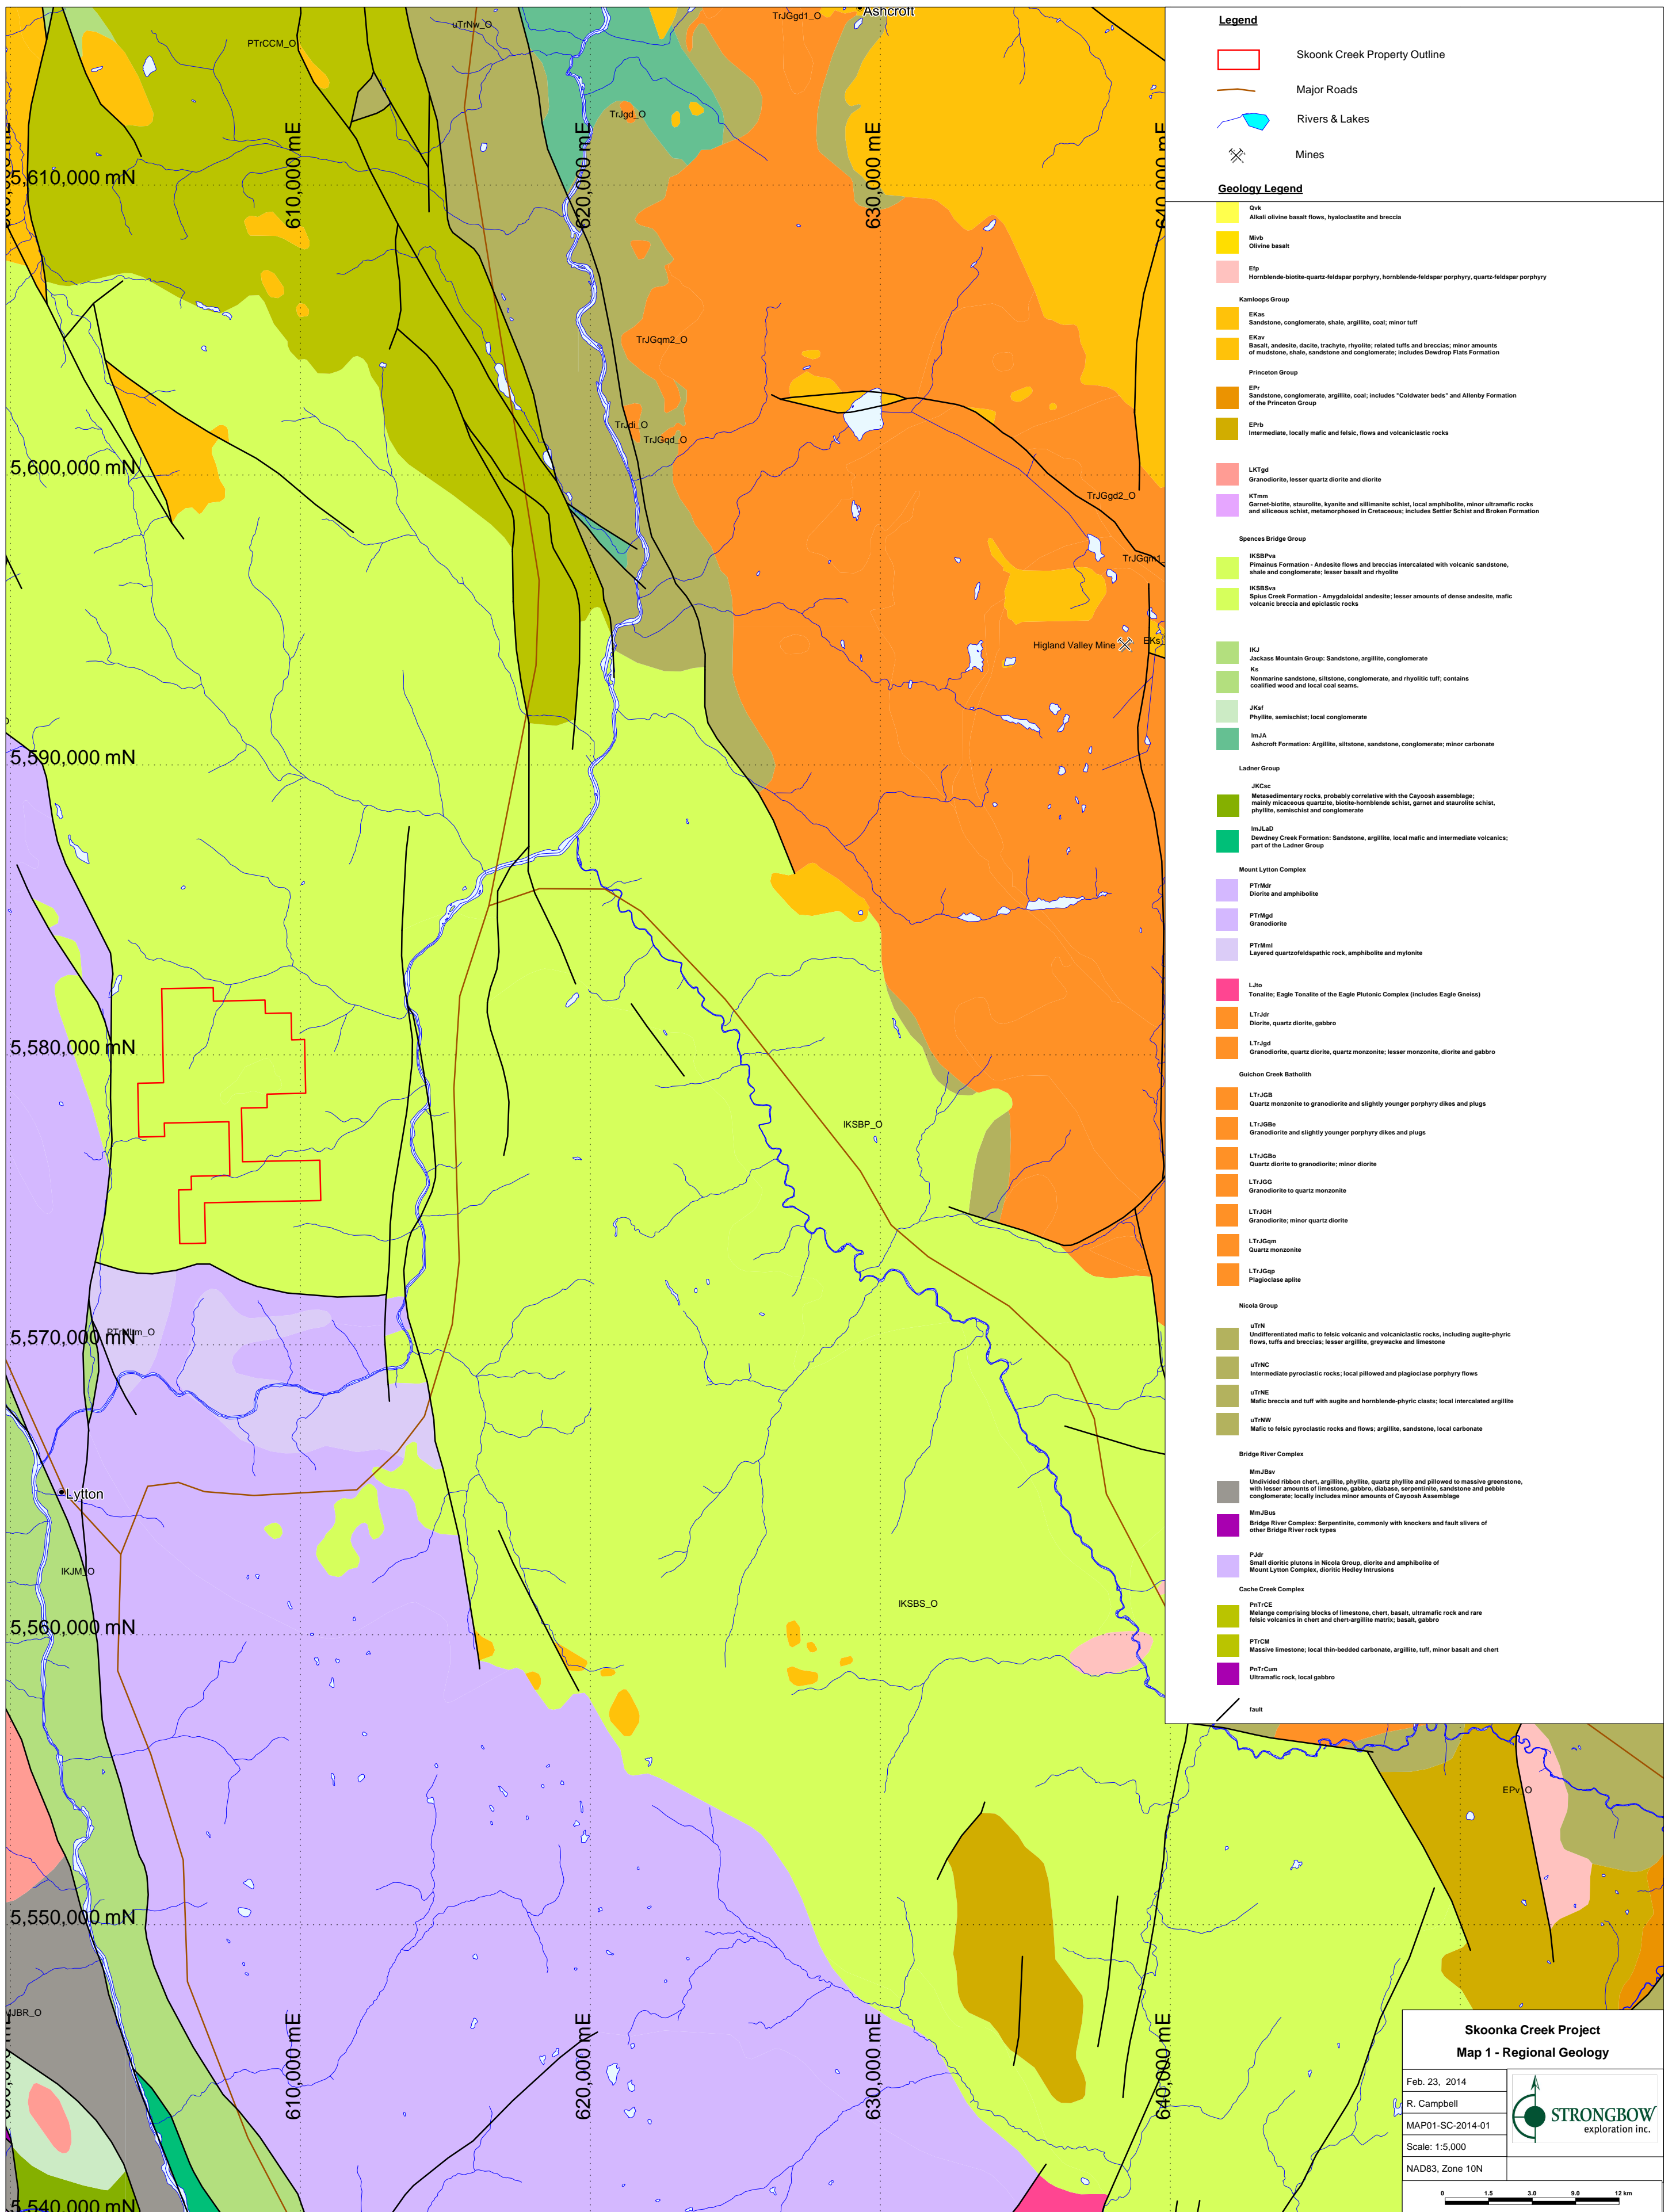 Ashcroft
uTrNw_O
TrJGgd1_O
PTrCCM_O
TrJgd_O
610,000 mE
620,000 mE
630,000 mE
5,610,000 mN
TrJGqm2_O
TrJdi_O
TrJGqd_O
5,600,000 mN
TrJGgd2_O
TrJGqm1_
Higland Valley Mine
EKs_
5,590,000 mN
5,580,000 mN
IKSBP_O
5,570,000 mN
Lytton
IKJM_O
IKSBS_O
5,560,000 mN
EPv_O
5,550,000 mN
JBR_O
610,000 mE
620,000 mE
630,000 mE
640,000 mE
5,540,000 mN
Legend
Skoonk Creek Property Outline
Major Roads
Rivers & Lakes
Mines
Geology Legend
Qvk
Alkali olivine basalt flows, hyaloclastite and breccia
Mivb
Olivine basalt
Efp
Hornblende-biotite-quartz-feldspar porphyry, hornblende-feldspar porphyry, quartz-feldspar porphyry
Kamloops Group
EKas
Sandstone, conglomerate, shale, argillite, coal; minor tuff
EKav
Basalt, andesite, dacite, trachyte, rhyolite; related tuffs and breccias; minor amounts
of mudstone, shale, sandstone and conglomerate; includes Dewdrop Flats Formation
Princeton Group
EPr
Sandstone, conglomerate, argillite, coal; includes "Coldwater beds" and Allenby Formation
of the Princeton Group
EPrb
Intermediate, locally mafic and felsic, flows and volcaniclastic rocks
LKTgd
Granodiorite, lesser quartz diorite and diorite
KTmm
Garnet-biotite, staurolite, kyanite and sillimanite schist, local amphibolite, minor ultramafic rocks
and siliceous schist, metamorphosed in Cretaceous; includes Settler Schist and Broken Formation
Spences Bridge Group
IKSBPva
Pimainus Formation - Andesite flows and breccias intercalated with volcanic sandstone,
shale and conglomerate; lesser basalt and rhyolite
IKSBSva
Spius Creek Formation - Amygdaloidal andesite; lesser amounts of dense andesite, mafic
volcanic breccia and epiclastic rocks
IKJ
Jackass Mountain Group: Sandstone, argillite, conglomerate
Ks
Nonmarine sandstone, siltstone, conglomerate, and rhyolitic tuff; contains
coalified wood and local coal seams.
JKsf
Phyllite, semischist; local conglomerate
ImJA
Ashcroft Formation: Argillite, siltstone, sandstone, conglomerate; minor carbonate
Ladner Group
JKCsc
Metasedimentary rocks, probably correlative with the Cayoosh assemblage;
mainly micaceous quartzite, biotite-hornblende schist, garnet and staurolite schist,
phyllite, semischist and conglomerate
ImJLaD
Dewdney Creek Formation: Sandstone, argillite, local mafic and intermediate volcanics;
part of the Ladner Group
Mount Lytton Complex
PTrMdr
Diorite and amphibolite
PTrMgd
Granodiorite
PTrMml
Layered quartzofeldspathic rock, amphibolite and mylonite
LJto
Tonalite; Eagle Tonalite of the Eagle Plutonic Complex (includes Eagle Gneiss)
LTrJdr
Diorite, quartz diorite, gabbro
LTrJgd
Granodiorite, quartz diorite, quartz monzonite; lesser monzonite, diorite and gabbro
Guichon Creek Batholith
LTrJGB
Quartz monzonite to granodiorite and slightly younger porphyry dikes and plugs
LTrJGBe
Granodiorite and slightly younger porphyry dikes and plugs
LTrJGBo
Quartz diorite to granodiorite; minor diorite
LTrJGG
Granodiorite to quartz monzonite
LTrJGH
Granodiorite; minor quartz diorite
LTrJGqm
Quartz monzonite
LTrJGqp
Plagioclase aplite
Nicola Group
uTrN
Undifferentiated mafic to felsic volcanic and volcaniclastic rocks, including augite-phyric
flows, tuffs and breccias; lesser argillite, greywacke and limestone
uTrNC
Intermediate pyroclastic rocks; local pillowed and plagioclase porphyry flows
uTrNE
Mafic breccia and tuff with augite and hornblende-phyric clasts; local intercalated argillite
uTrNW
Mafic to felsic pyroclastic rocks and flows; argillite, sandstone, local carbonate
Bridge River Complex
MmJBsv
Undivided ribbon chert, argillite, phyllite, quartz phyllite and pillowed to massive greenstone,
with lesser amounts of limestone, gabbro, diabase, serpentinite, sandstone and pebble
conglomerate; locally includes minor amounts of Cayoosh Assemblage
MmJBus
Bridge River Complex: Serpentinite, commonly with knockers and fault slivers of
other Bridge River rock types
PJdr
Small dioritic plutons in Nicola Group, diorite and amphibolite of
Mount Lytton Complex, dioritic Hedley Intrusions
Cache Creek Complex
PnTrCE
Melange comprising blocks of limestone, chert, basalt, ultramafic rock and rare
felsic volcanics in chert and chert-argillite matrix; basalt, gabbro
PTrCM
Massive limestone; local thin-bedded carbonate, argillite, tuff, minor basalt and chert
PnTrCum
Ultramafic rock, local gabbro
fault
Skoonka Creek Project
Map 1 - Regional Geology
Feb. 23, 2014
R. Campbell
MAP01-SC-2014-01
Scale: 1:5,000
NAD83, Zone 10N
STRONGBOW
exploration inc.
0 1.5 3.0 9.0 12 km